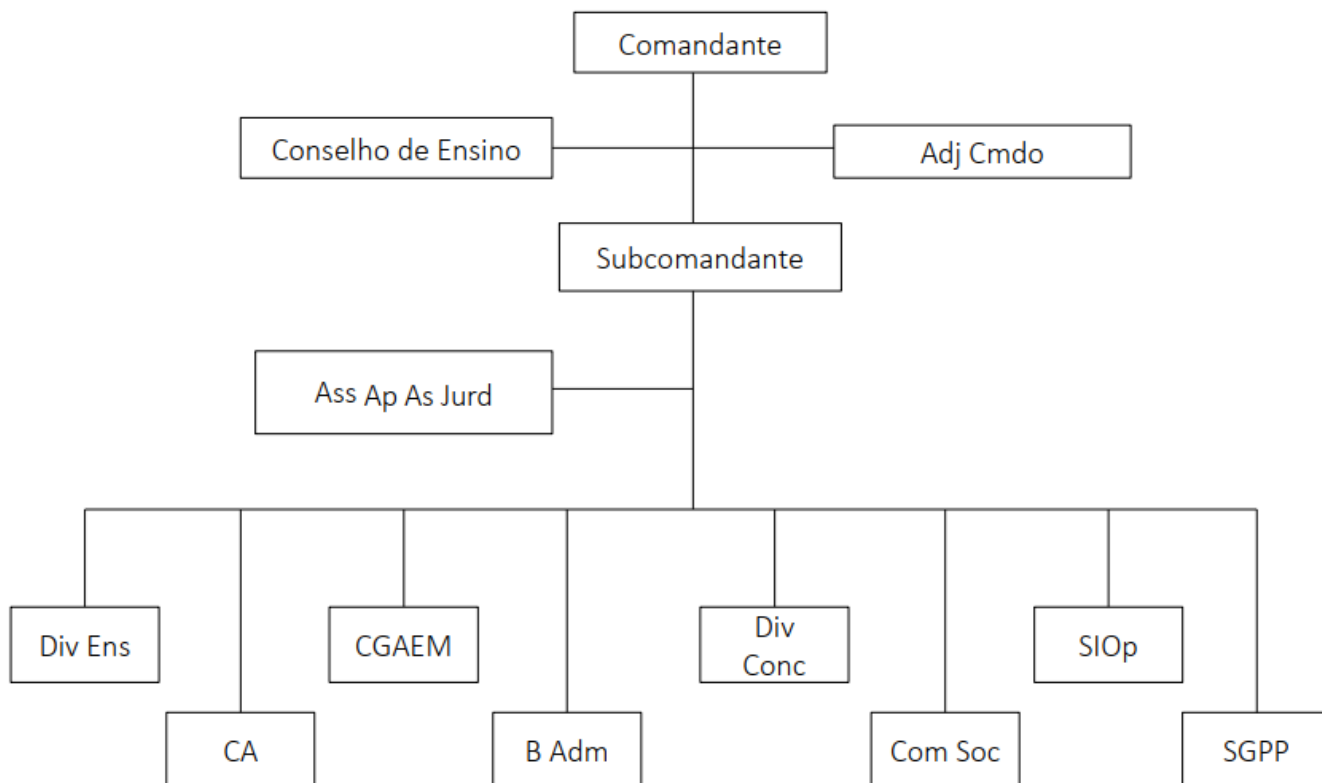 Comandante
Conselho de Ensino
Adj Cmdo
Subcomandante
Ass Ap As Jurd
Div Ens
CGAEM
Div
Conc
SIOp
CA
B Adm
Com Soc
SGPP